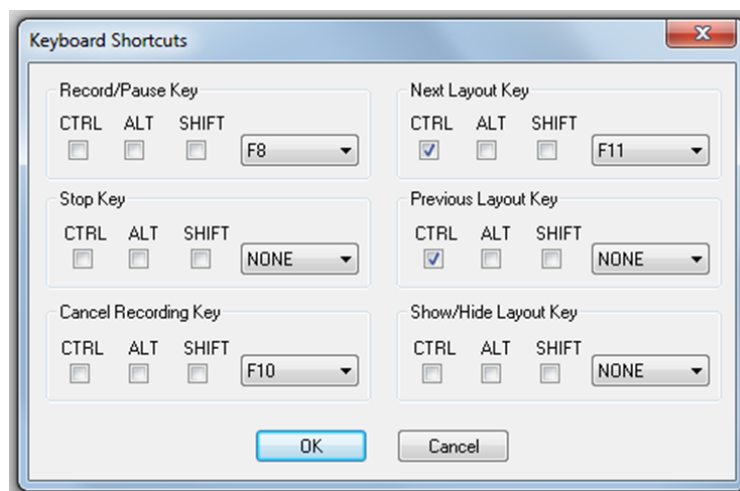 Keyboard Shortcuts
Record/Pause Key
CTRL ALT SHIFT
F8
Next Layout Key
CTRL ALT SHIFT
F11
Stop Key
CTRL ALT SHIFT
NONE
Previous Layout Key
CTRL ALT SHIFT
NONE
Cancel Recording Key
CTRL ALT SHIFT
F10
Show/Hide Layout Key
CTRL ALT SHIFT
NONE
OK
Cancel